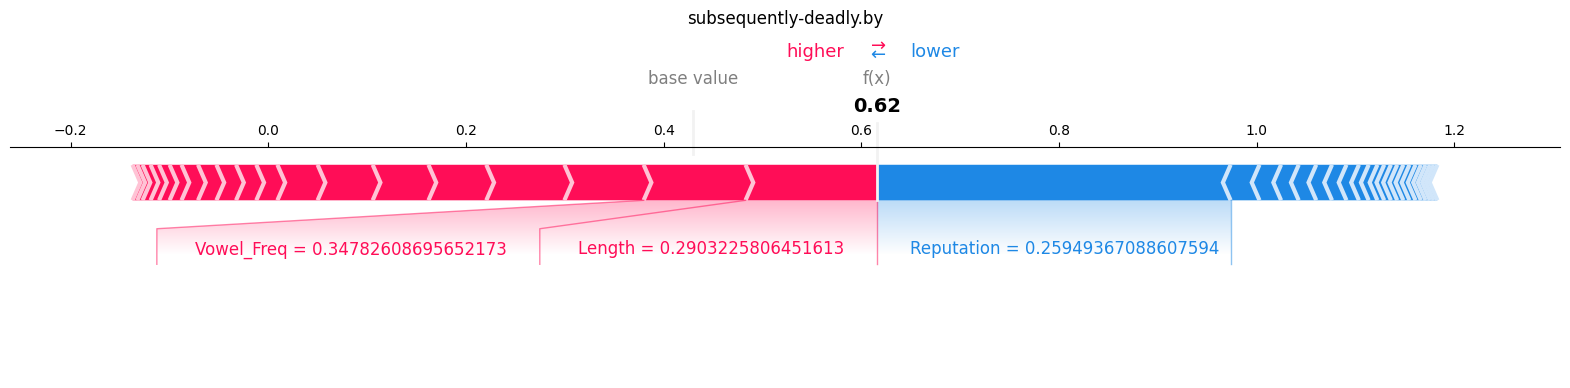 subsequently-deadly.by
higher ⇄ lower
base value f(x)
0.62
−0.2 0.0 0.2 0.4 0.6 0.8 1.0 1.2
Vowel_Freq = 0.34782608695652173 Length = 0.2903225806451613 Reputation = 0.25949367088607594